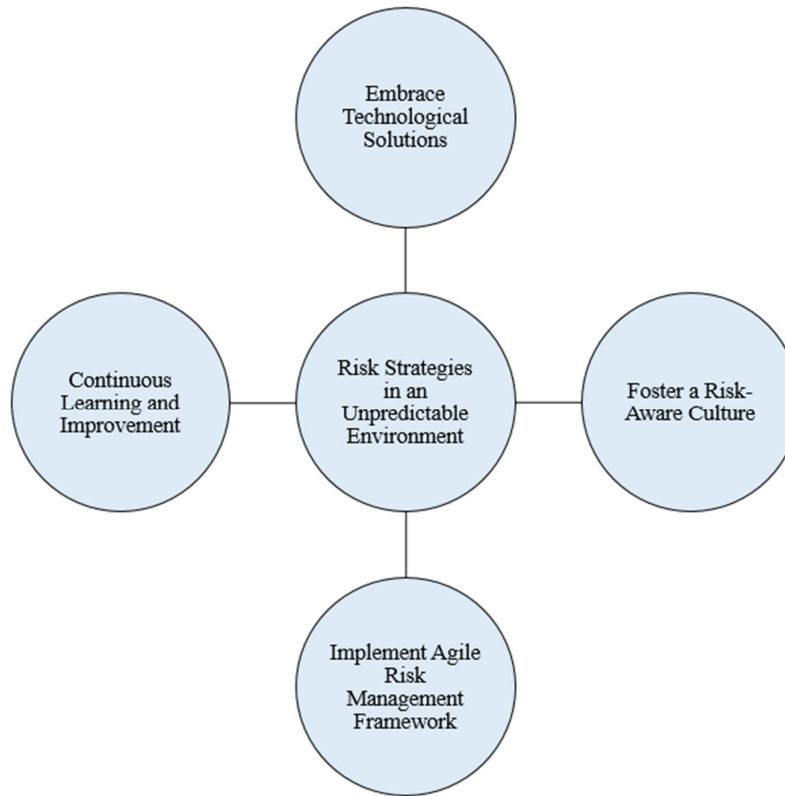 Embrace
Technological
Solutions
Continuous
Learning and
Improvement
Risk Strategies
in an
Unpredictable
Environment
Foster a Risk-
Aware Culture
Implement Agile
Risk
Management
Framework